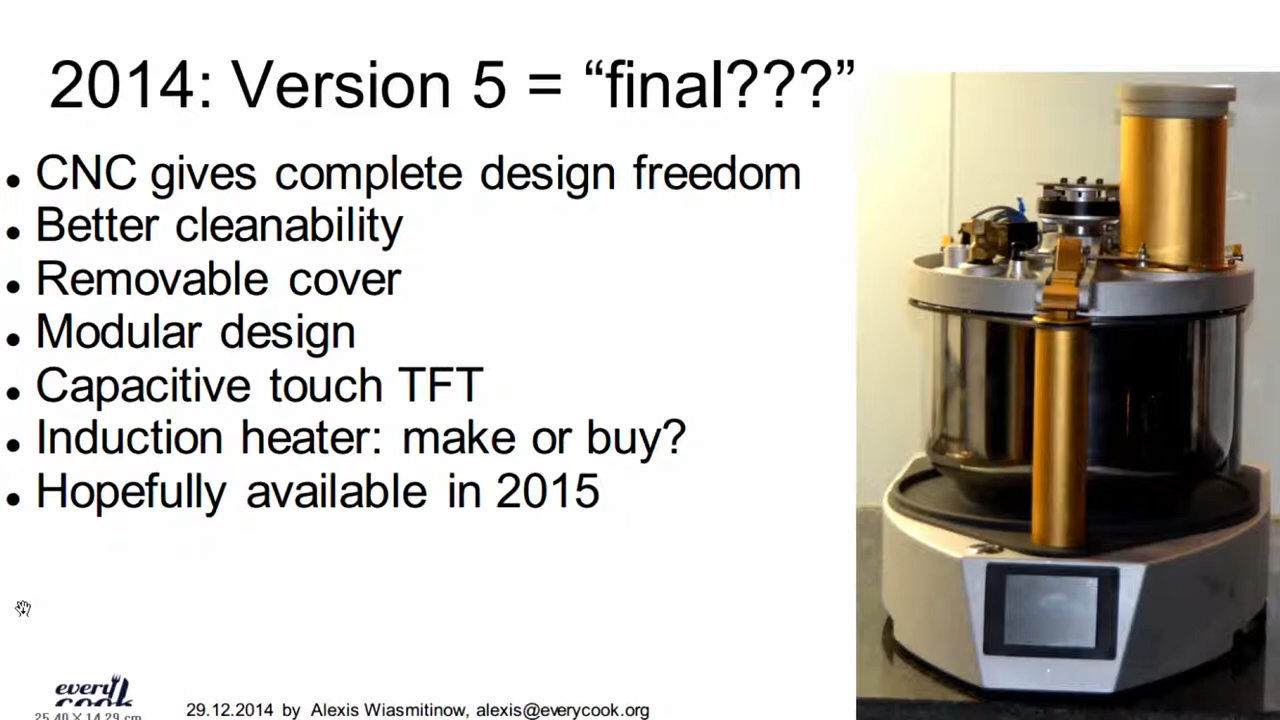 2014: Version 5 = “final???”
• CNC gives complete design freedom
• Better cleanability
• Removable cover
• Modular design
• Capacitive touch TFT
• Induction heater: make or buy?
• Hopefully available in 2015
every
cook
25.40 × 14.29 cm
29.12.2014 by Alexis Wiasmitinow, alexis@everycook.org